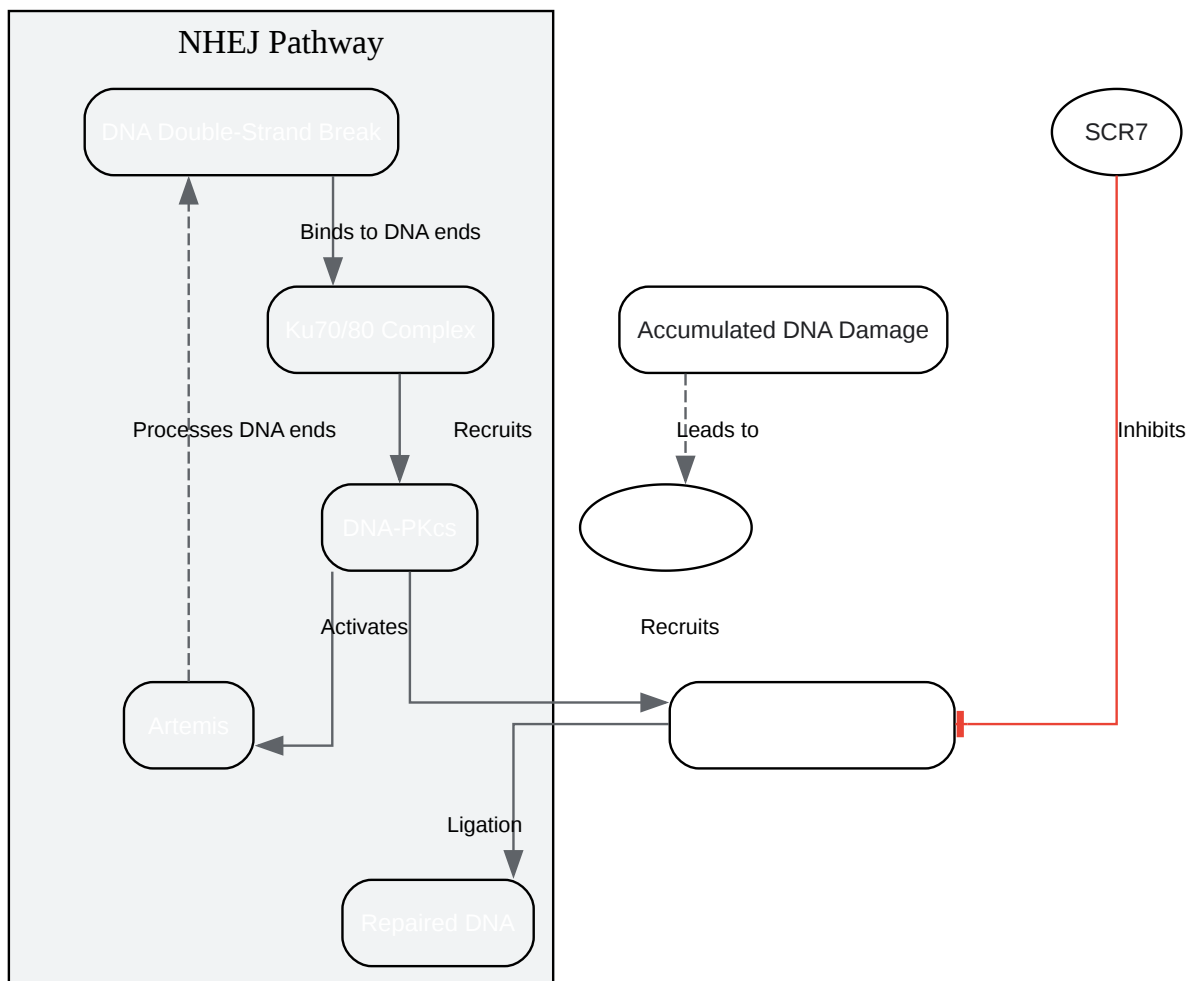 NHEJ Pathway
DNA Double-Strand Break
SCR7
Binds to DNA ends
Ku70/80 Complex
Accumulated DNA Damage
Processes DNA ends
Recruits
Leads to
Inhibits
DNA-PKcs
Activates
Recruits
Artemis
Ligation
Repaired DNA